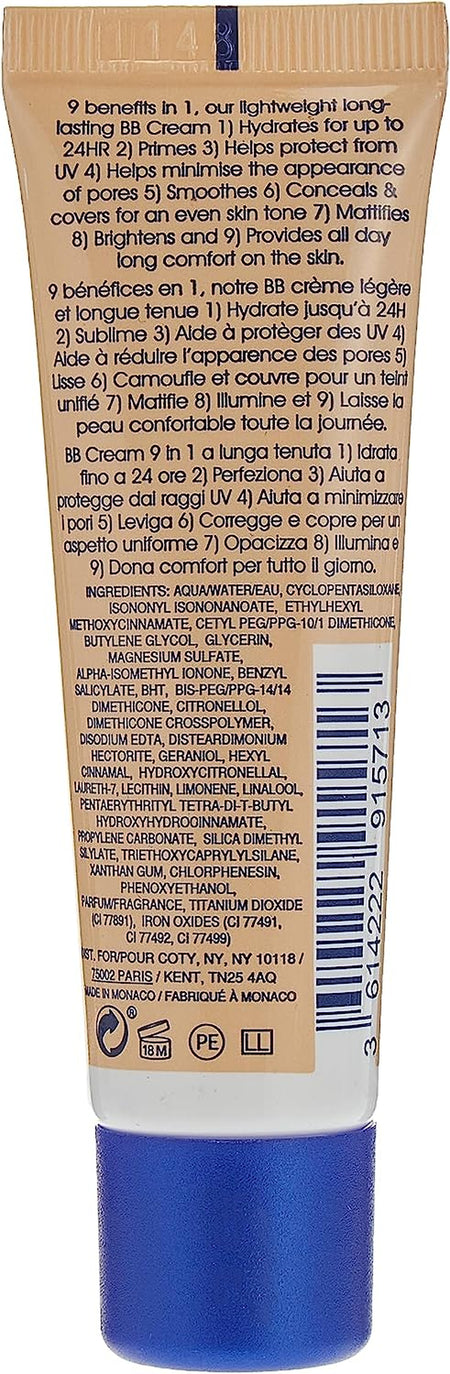 114
9 benefits in 1, our lightweight long-
lasting BB Cream 1) Hydrates for up to
24HR 2) Primes 3) Helps protect from
UV 4) Helps minimise the appearance
of pores 5) Smoothes 6) Conceals &
covers for an even skin tone 7) Mattifies
8) Brightens and 9) Provides all day
long comfort on the skin.
9 bénéfices en 1, notre BB crème légère
et longue tenue 1) Hydrate jusqu'à 24H
2) Sublime 3) Aide à protèger des UV 4)
Aide à réduire l'apparence des pores 5)
Lisse 6) Camoufle et couvre pour un teint
unifié 7) Matifie 8) Illumine et 9) Laisse la
peau confortable toute la journée.
BB Cream 9 in 1 a lunga tenuta 1) Idrata
fino a 24 ore 2) Perfeziona 3) Aiuta a
protegge dai raggi UV 4) Aiuta a minimizzare
i pori 5) Leviga 6) Corregge e copre per un
aspetto uniforme 7) Opacizza 8) Illumina e
9) Dona comfort per tutto il giorno.
INGREDIENTS: AQUA/WATER/EAU, CYCLOPENTASILOXANE,
ISONONYL ISONONANOATE, ETHYLHEXYL
METHOXYCINNAMATE, CETYL PEG/PPG-10/1 DIMETHICONE,
BUTYLENE GLYCOL, GLYCERIN,
MAGNESIUM SULFATE,
ALPHA-ISOMETHYL IONONE, BENZYL
SALICYLATE, BHT, BIS-PEG/PPG-14/14
DIMETHICONE, CITRONELLOL,
DIMETHICONE CROSSPOLYMER,
DISODIUM EDTA, DISTEARDIMONIUM
HECTORITE, GERANIOL, HEXYL
CINNAMAL, HYDROXYCITRONELLAL,
LAURETH-7, LECITHIN, LIMONENE, LINALOOL,
PENTAERYTHRITYL TETRA-DI-T-BUTYL
HYDROXYHYDROCINNAMATE,
PROPYLENE CARBONATE, SILICA DIMETHYL
SILYLATE, TRIETHOXYCAPRYLYLSILANE,
XANTHAN GUM, CHLORPHENESIN,
PHENOXYETHANOL,
PARFUM/FRAGRANCE, TITANIUM DIOXIDE
(CI 77891), IRON OXIDES (CI 77491,
CI 77492, CI 77499)
DIST. FOR/POUR COTY, NY, NY 10118 /
75002 PARIS / KENT, TN25 4AQ
MADE IN MONACO / FABRIQUÉ À MONACO
® 18M PE
3 614222 915713